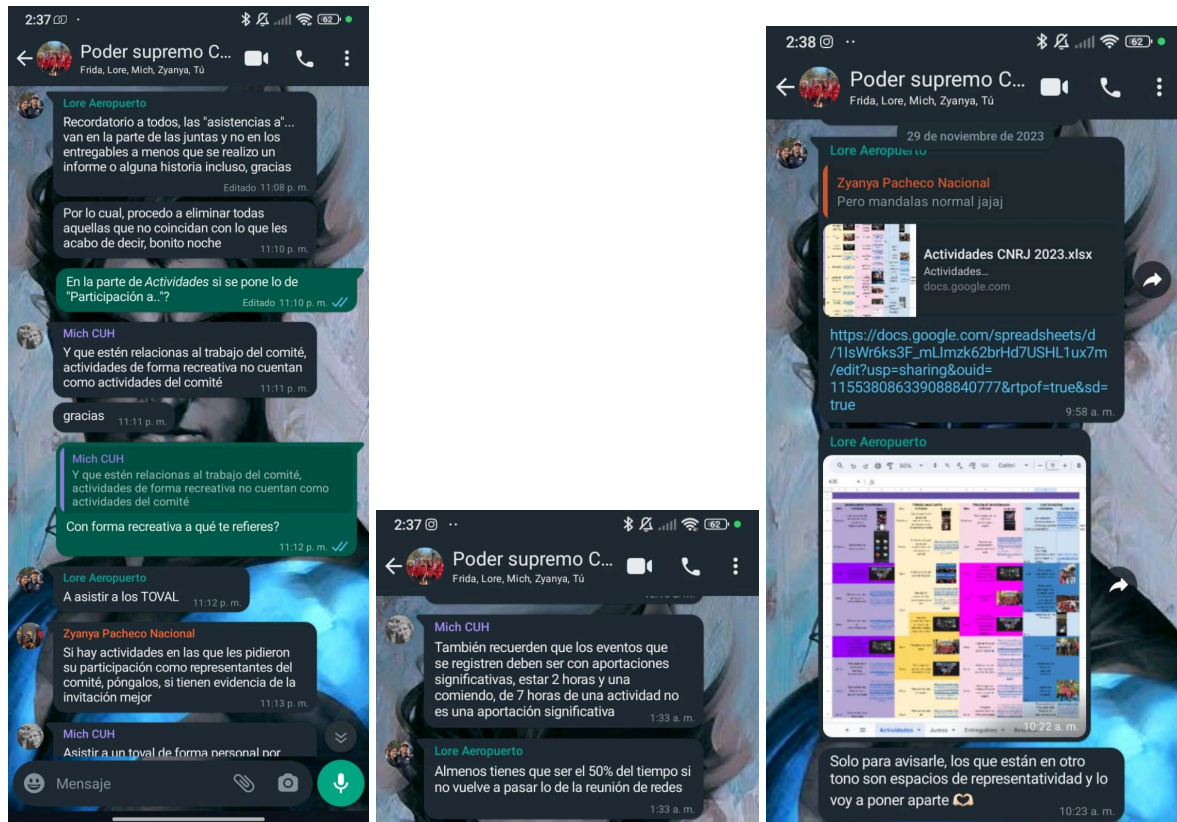 2:37
62
Poder supremo C...
Frida, Lore, Mich, Zyanya, Tú
Lore Aeropuerto
Recordatorio a todos, las "asistencias a"...
van en la parte de las juntas y no en los
entregables a menos que se realizo un
informe o alguna historia incluso, gracias
Editado 11:08 p. m.
Por lo cual, procedo a eliminar todas
aquellas que no coincidan con lo que les
acabo de decir, bonito noche
11:10 p. m.
En la parte de Actividades si se pone lo de
"Participación a.."?
Editado 11:10 p. m.
Mich CUH
Y que estén relacionas al trabajo del comité,
actividades de forma recreativa no cuentan
como actividades del comité
11:11 p. m.
gracias
11:11 p. m.
Mich CUH
Y que estén relacionas al trabajo del comité,
actividades de forma recreativa no cuentan como
actividades del comité
Con forma recreativa a qué te refieres?
11:12 p. m.
Lore Aeropuerto
A asistir a los TOVAL
11:12 p. m.
Zyanya Pacheco Nacional
Si hay actividades en las que les pidieron
su participación como representantes del
comité, pónganlos, si tienen evidencia de la
invitación mejor
11:13 p. m.
Mich CUH
Asistir a un toval de forma personal por
Mensaje
2:37
62
Poder supremo C...
Frida, Lore, Mich, Zyanya, Tú
Mich CUH
También recuerden que los eventos que
se registren deben ser con aportaciones
significativas, estar 2 horas y una
comiendo, de 7 horas de una actividad no
es una aportación significativa
1:33 a. m.
Lore Aeropuerto
Almenos tienes que ser el 50% del tiempo si
no vuelve a pasar lo de la reunión de redes
1:33 a. m.
2:38
62
Poder supremo C...
Frida, Lore, Mich, Zyanya, Tú
29 de noviembre de 2023
Lore Aeropuerto
Zyanya Pacheco Nacional
Pero mandalas normal jajaj
Actividades CNRJ 2023.xlsx
Actividades...
docs.google.com
https://docs.google.com/spreadsheets/d
/1IsWr6ks3F_mLImzk62brHd7USHL1ux7m
/edit?usp=sharing&ouid=
115538086339088840777&rtpof=true&sd=
true
9:58 a. m.
Lore Aeropuerto
Actividades
Juntas
Entregables
10:22 a. m.
Solo para avisarle, los que están en otro
tono son espacios de representatividad y lo
voy a poner aparte
10:23 a. m.